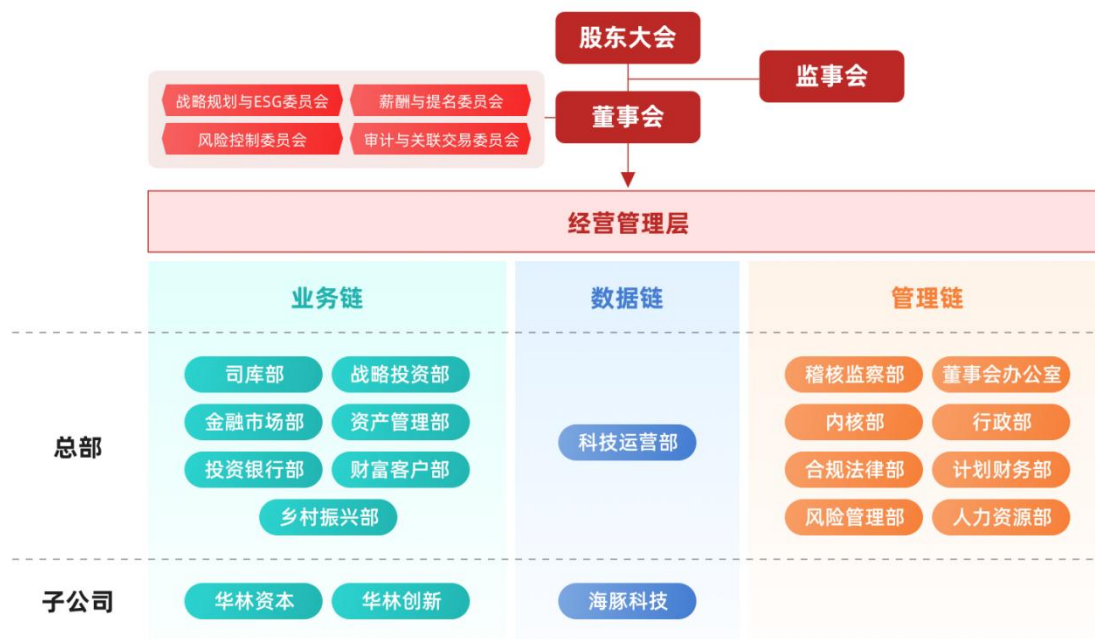 股东大会
监事会
战略规划与ESG委员会
薪酬与提名委员会
董事会
风险控制委员会
审计与关联交易委员会
经营管理层
业务链
数据链
管理链
总部
司库部
战略投资部
金融市场部
资产管理部
投资银行部
财富客户部
乡村振兴部
科技运营部
稽核监察部
董事会办公室
内核部
行政部
合规法律部
计划财务部
风险管理部
人力资源部
子公司
华林资本
华林创新
海豚科技